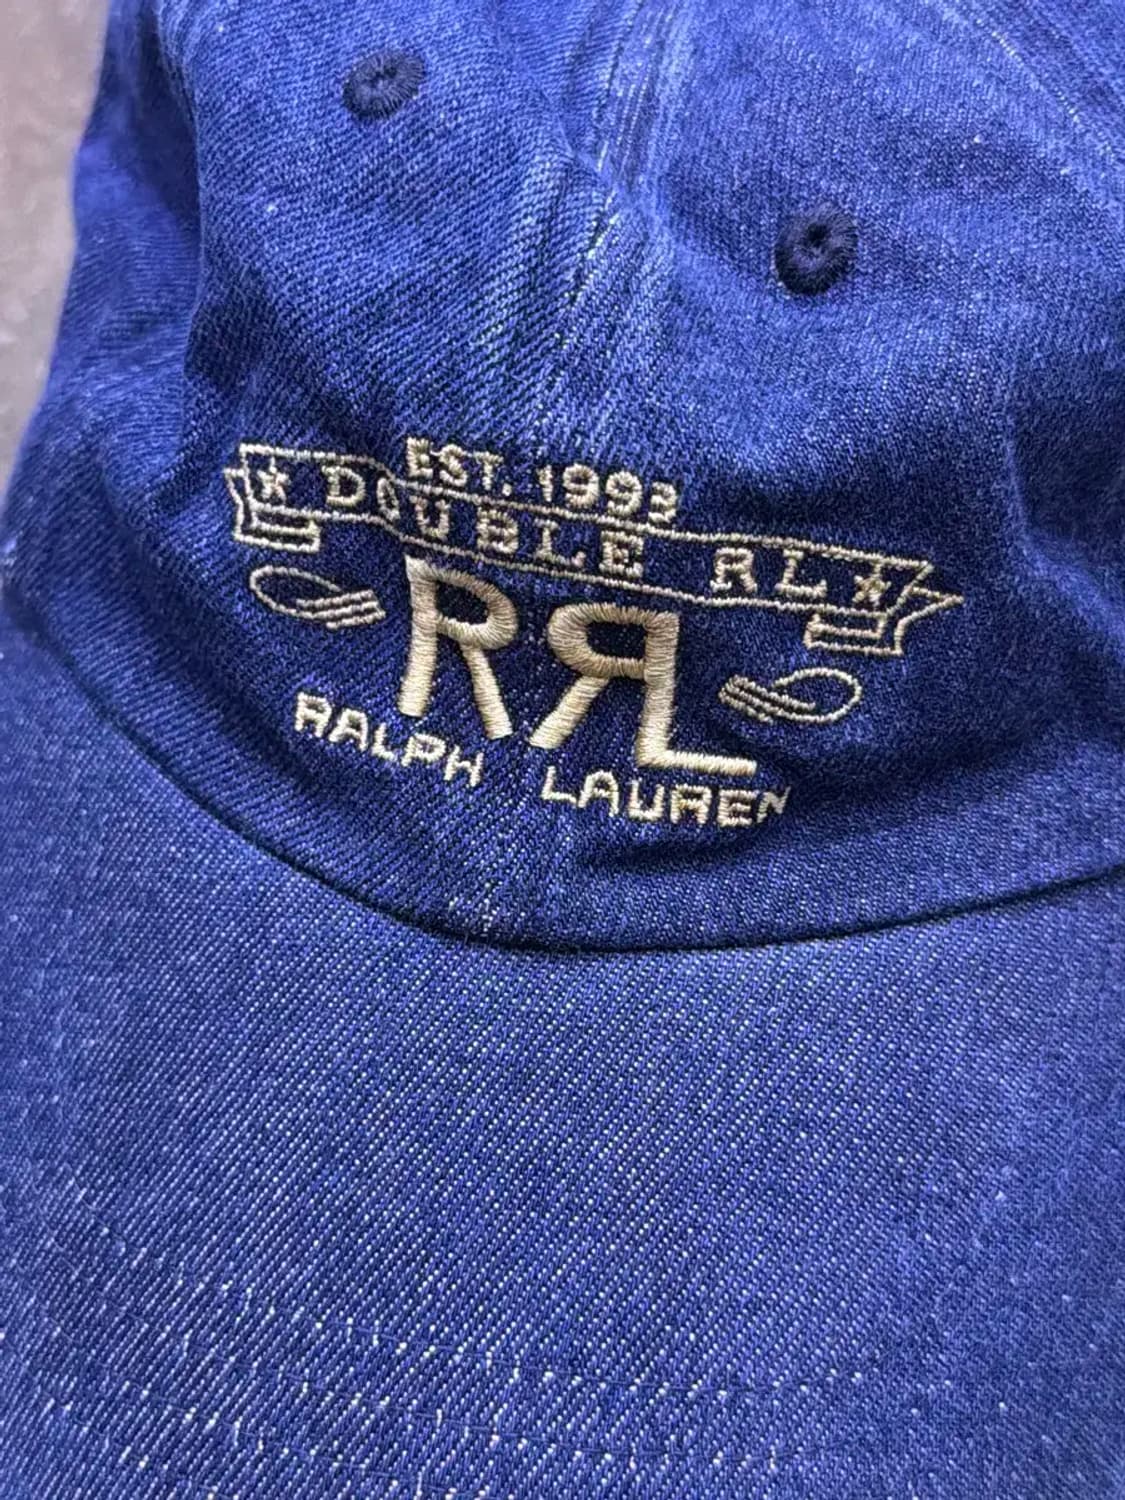 EST. 1993
DOUBLE RL
RRL
RALPH LAUREN